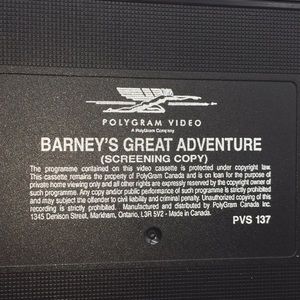 POLYGRAM VIDEO
A PolyGram Company
BARNEY'S GREAT ADVENTURE
(SCREENING COPY)
The programme contained on this video cassette is protected under copyright law.
This cassette remains the property of PolyGram Canada and is on loan for the purpose of
private home viewing only and all other rights are expressly reserved by the copyright owner of
such programme. Any copy and/or public performance of such programme is strictly prohibited
and may subject the offender to civil liability and criminal penalty. Unauthorized copying of this
recording is strictly prohibited. Manufactured and distributed by PolyGram Canada Inc.
1345 Denison Street, Markham, Ontario, L3R 5V2 - Made in Canada.
PVS 137